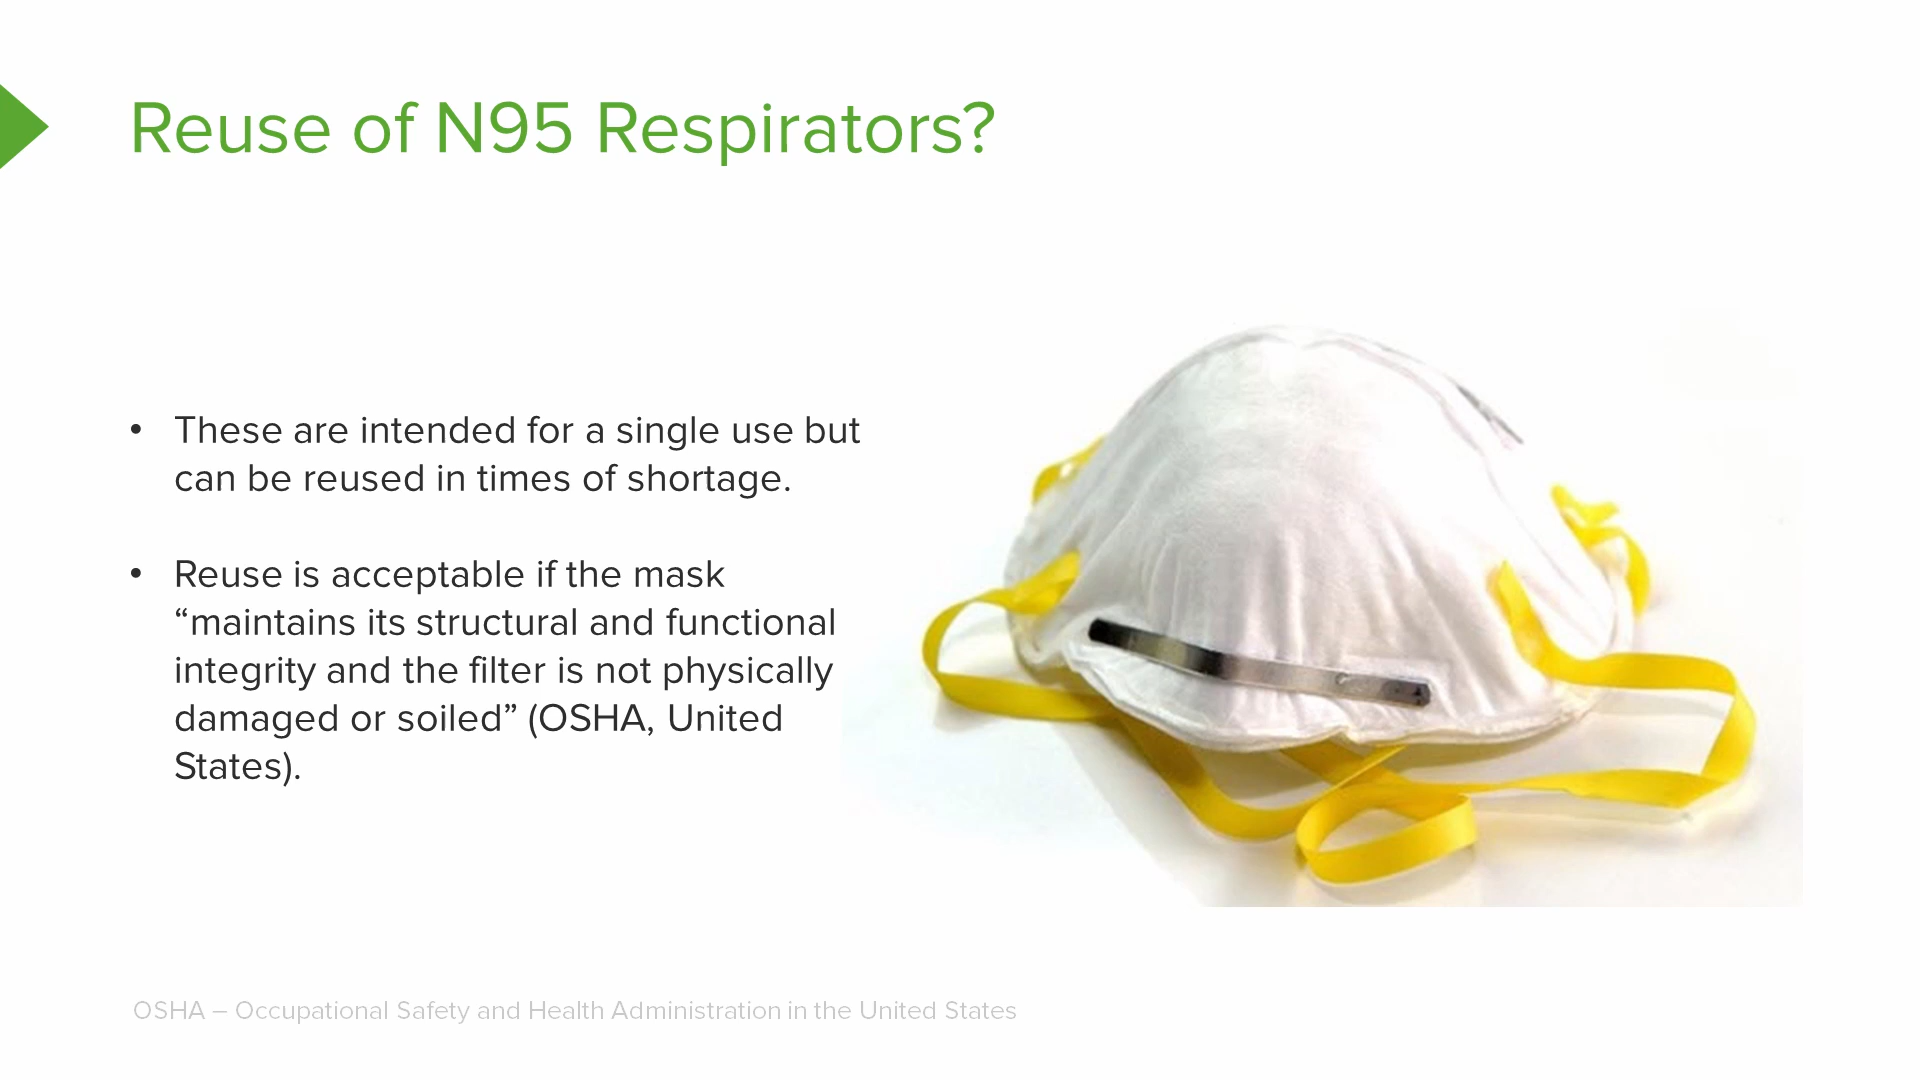 Reuse of N95 Respirators?
• These are intended for a single use but
can be reused in times of shortage.
• Reuse is acceptable if the mask
“maintains its structural and functional
integrity and the filter is not physically
damaged or soiled” (OSHA, United
States).
OSHA – Occupational Safety and Health Administration in the United States